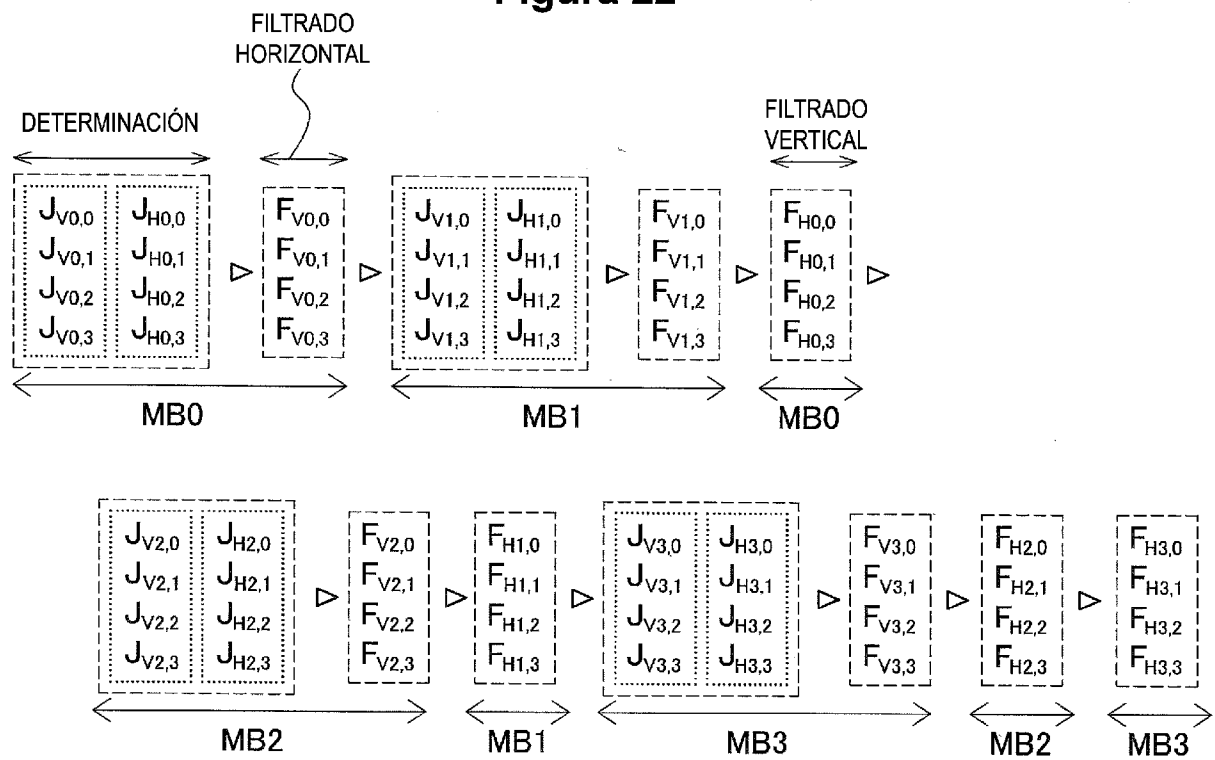 Figura 22
FILTRADO
HORIZONTAL
DETERMINACIÓN
FILTRADO
VERTICAL
JV0,0 JH0,0 FV0,0 JV1,0 JH1,0 FV1,0 FH0,0
JV0,1 JH0,1 FV0,1 JV1,1 JH1,1 FV1,1 FH0,1
JV0,2 JH0,2 FV0,2 JV1,2 JH1,2 FV1,2 FH0,2
JV0,3 JH0,3 FV0,3 JV1,3 JH1,3 FV1,3 FH0,3
MB0 MB1 MB0
JV2,0 JH2,0 FV2,0 FH1,0 JV3,0 JH3,0 FV3,0 FH2,0 FH3,0
JV2,1 JH2,1 FV2,1 FH1,1 JV3,1 JH3,1 FV3,1 FH2,1 FH3,1
JV2,2 JH2,2 FV2,2 FH1,2 JV3,2 JH3,2 FV3,2 FH2,2 FH3,2
JV2,3 JH2,3 FV2,3 FH1,3 JV3,3 JH3,3 FV3,3 FH2,3 FH3,3
MB2 MB1 MB3 MB2 MB3